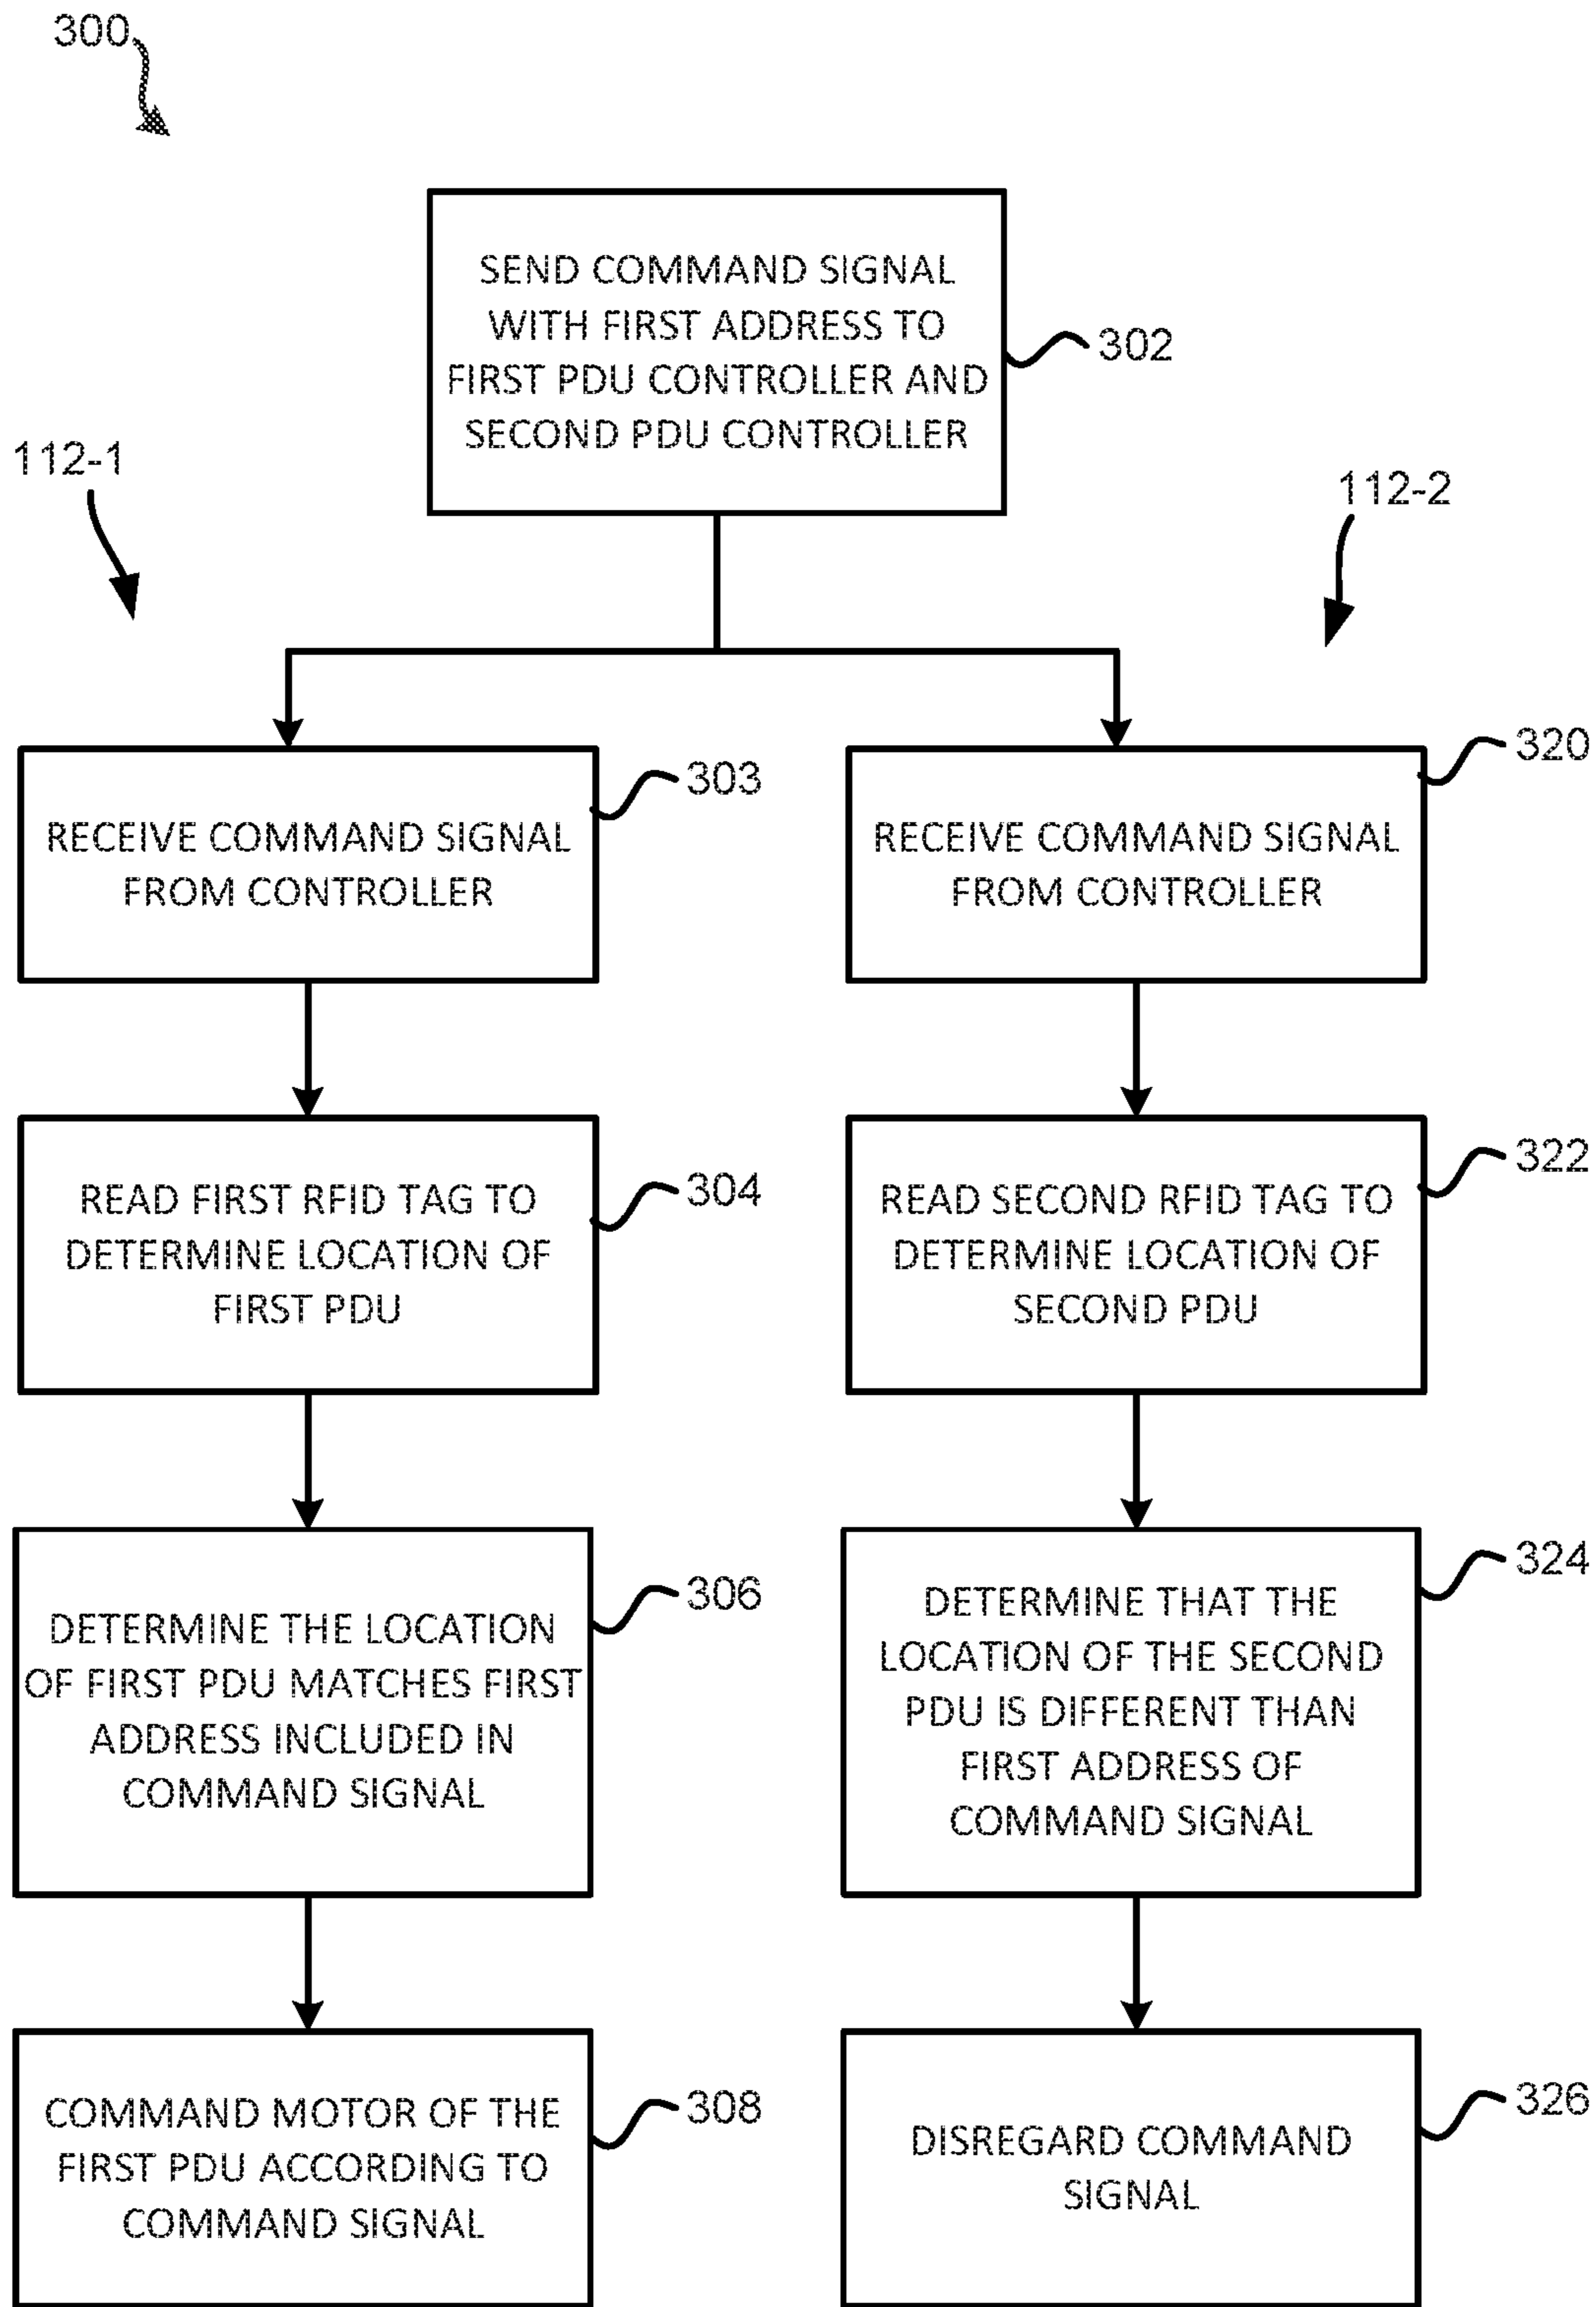 300
SEND COMMAND SIGNAL
WITH FIRST ADDRESS TO
FIRST PDU CONTROLLER AND
SECOND PDU CONTROLLER
302
112-1
112-2
RECEIVE COMMAND SIGNAL
FROM CONTROLLER
303
RECEIVE COMMAND SIGNAL
FROM CONTROLLER
320
READ FIRST RFID TAG TO
DETERMINE LOCATION OF
FIRST PDU
304
READ SECOND RFID TAG TO
DETERMINE LOCATION OF
SECOND PDU
322
DETERMINE THE LOCATION
OF FIRST PDU MATCHES FIRST
ADDRESS INCLUDED IN
COMMAND SIGNAL
306
DETERMINE THAT THE
LOCATION OF THE SECOND
PDU IS DIFFERENT THAN
FIRST ADDRESS OF
COMMAND SIGNAL
324
COMMAND MOTOR OF THE
FIRST PDU ACCORDING TO
COMMAND SIGNAL
308
DISREGARD COMMAND
SIGNAL
326